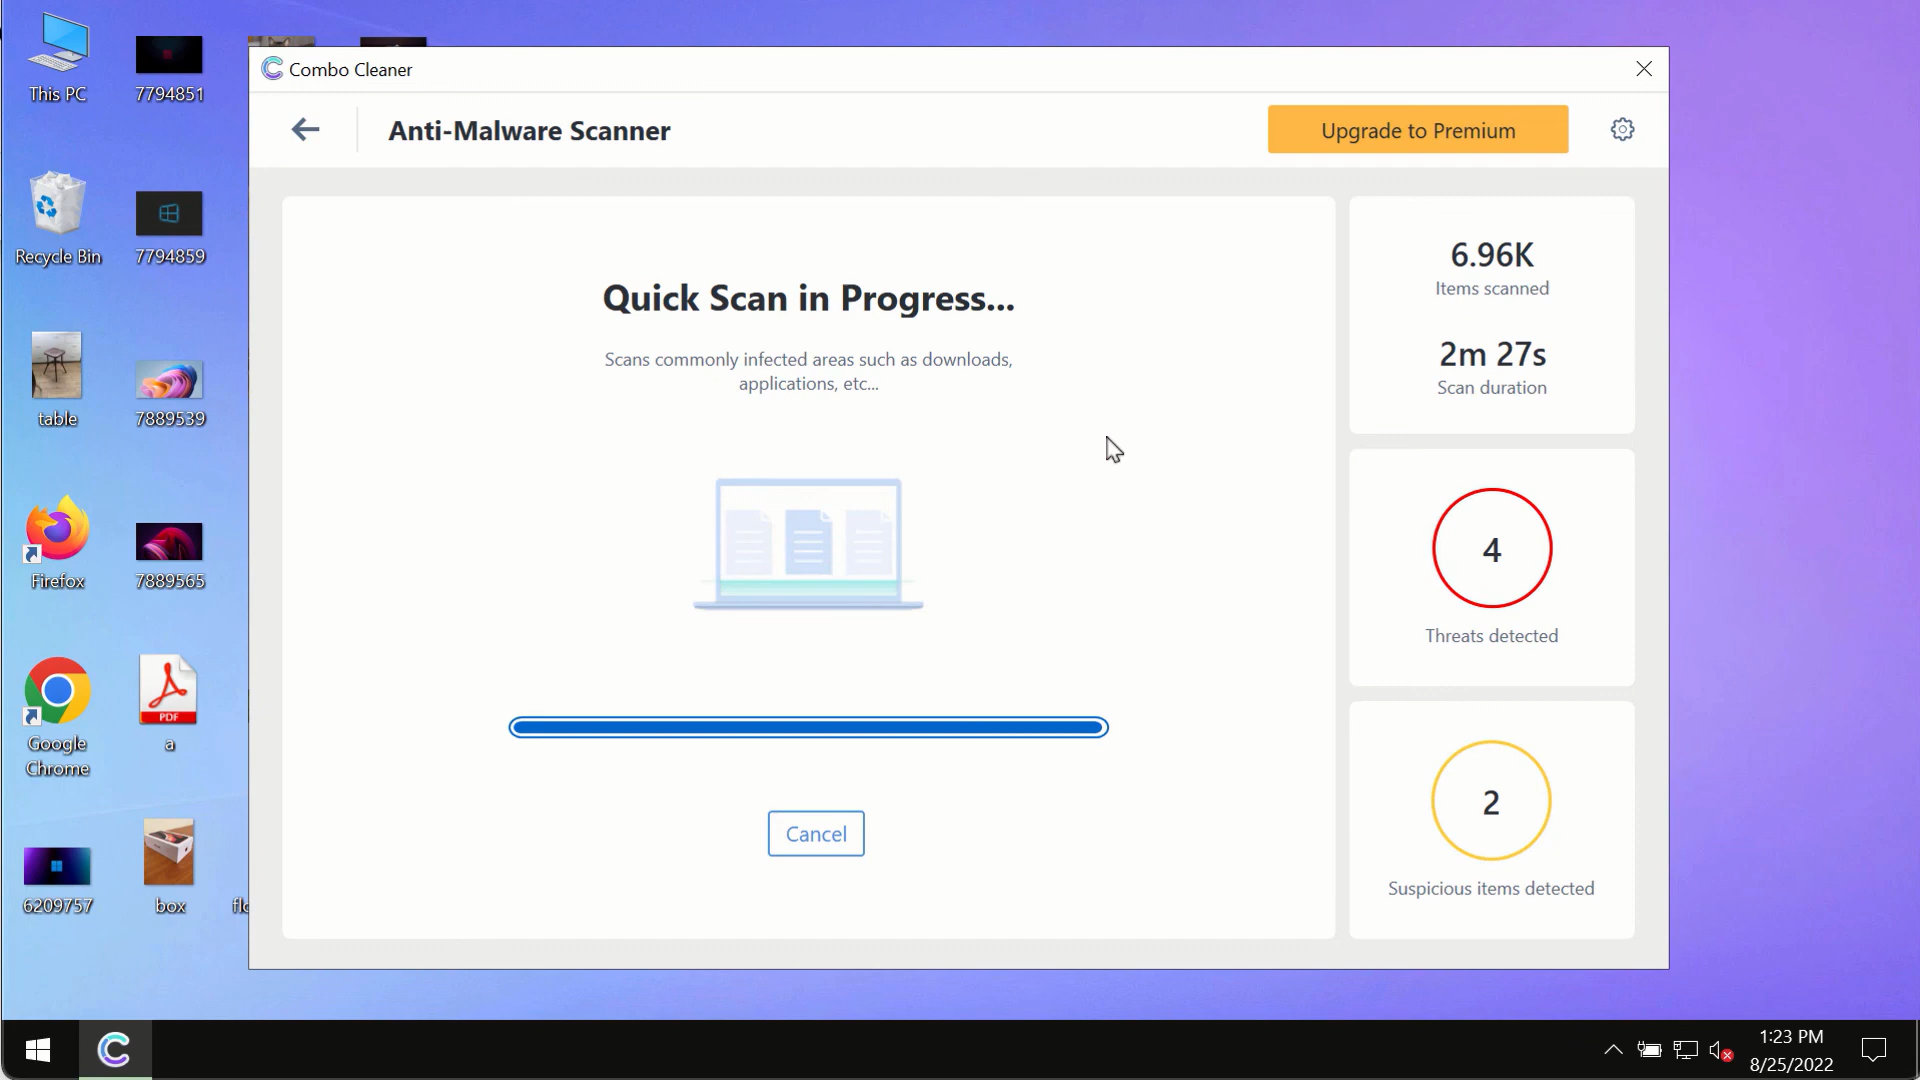 This PC
7794851
Recycle Bin
7794859
table
7889539
Firefox
7889565
Google
Chrome
PDF
a
6209757
box
Combo Cleaner
Anti-Malware Scanner
Upgrade to Premium
Quick Scan in Progress...
Scans commonly infected areas such as downloads,
applications, etc...
Cancel
6.96K
Items scanned
2m 27s
Scan duration
4
Threats detected
2
Suspicious items detected
1:23 PM
8/25/2022